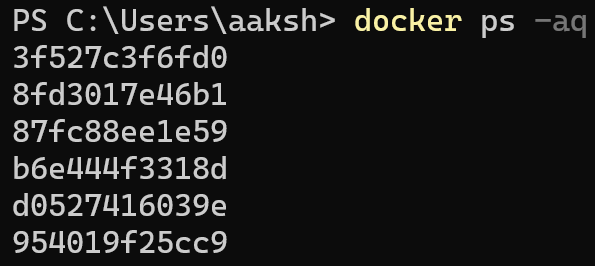 PS C:\Users\aaksh> docker ps -aq
3f527c3f6fd0
8fd3017e46b1
87fc88ee1e59
b6e444f3318d
d0527416039e
954019f25cc9